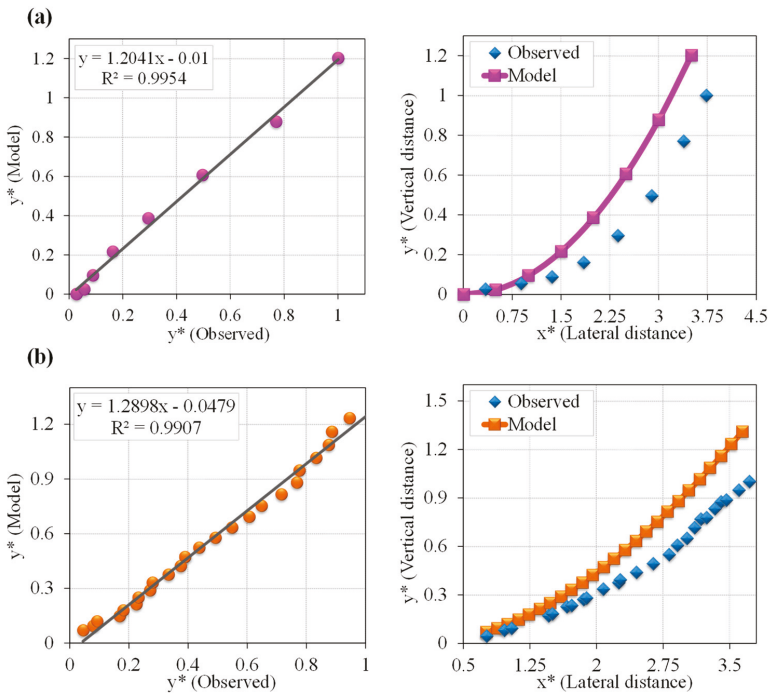 (a)
y = 1.2041x - 0.01
R² = 0.9954
y* (Model)
1.2
1
0.8
0.6
0.4
0.2
0
0 0.2 0.4 0.6 0.8 1
y* (Observed)
Observed
Model
y* (Vertical distance)
1.2
1
0.8
0.6
0.4
0.2
0
0 0.75 1.5 2.25 3 3.75 4.5
x* (Lateral distance)
(b)
y = 1.2898x - 0.0479
R² = 0.9907
y* (Model)
1.2
0.9
0.6
0.3
0
0 0.2 0.4 0.6 0.8 1
y* (Observed)
Observed
Model
y* (Vertical distance)
1.5
1.2
0.9
0.6
0.3
0
0.5 1.25 2 2.75 3.5
x* (Lateral distance)